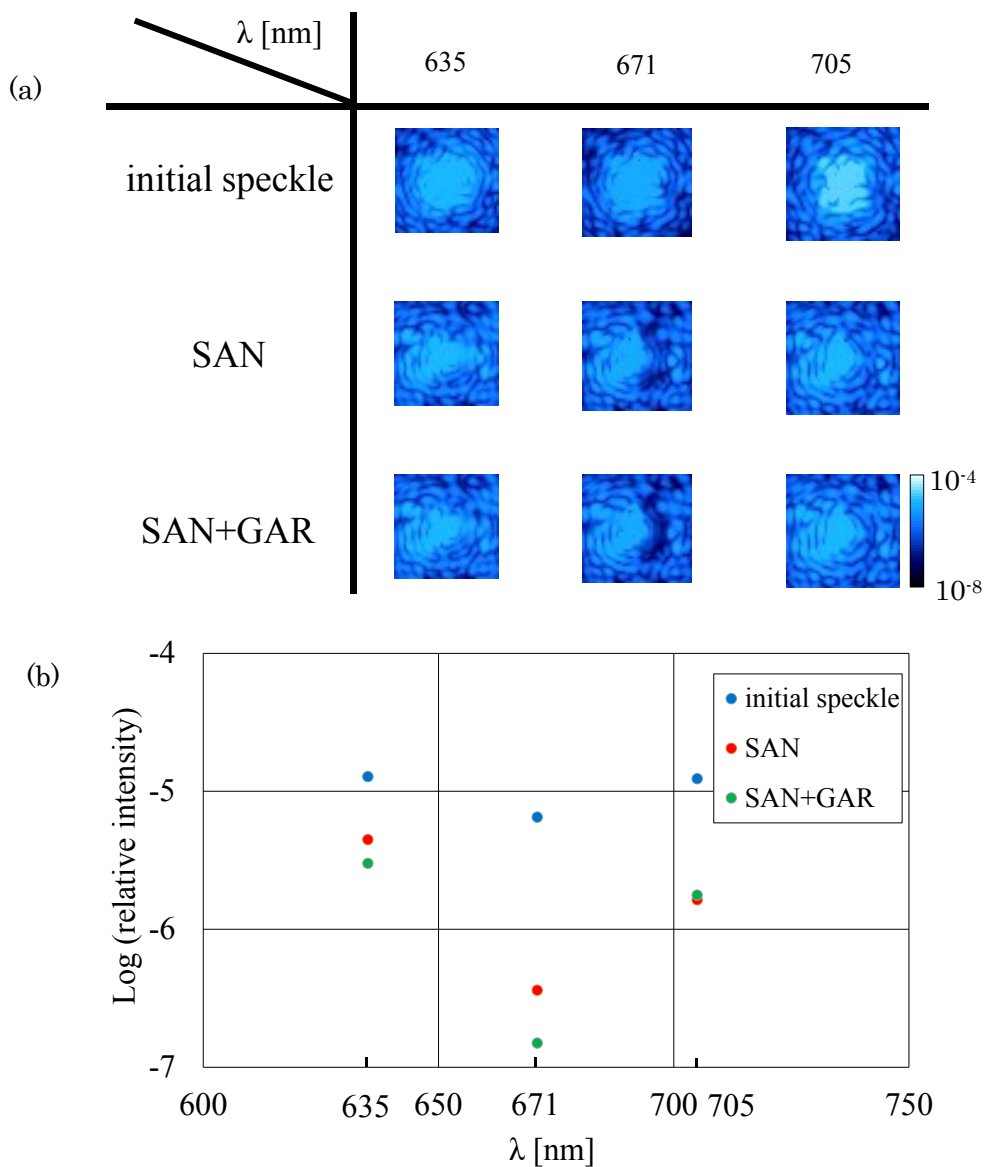 λ [nm]
635 671 705
(a)
initial speckle
SAN
SAN+GAR
10-4
10-8
(b)
-4
-5
-6
-7
Log (relative intensity)
initial speckle
SAN
SAN+GAR
600 635 650 671 700 705 750
λ [nm]